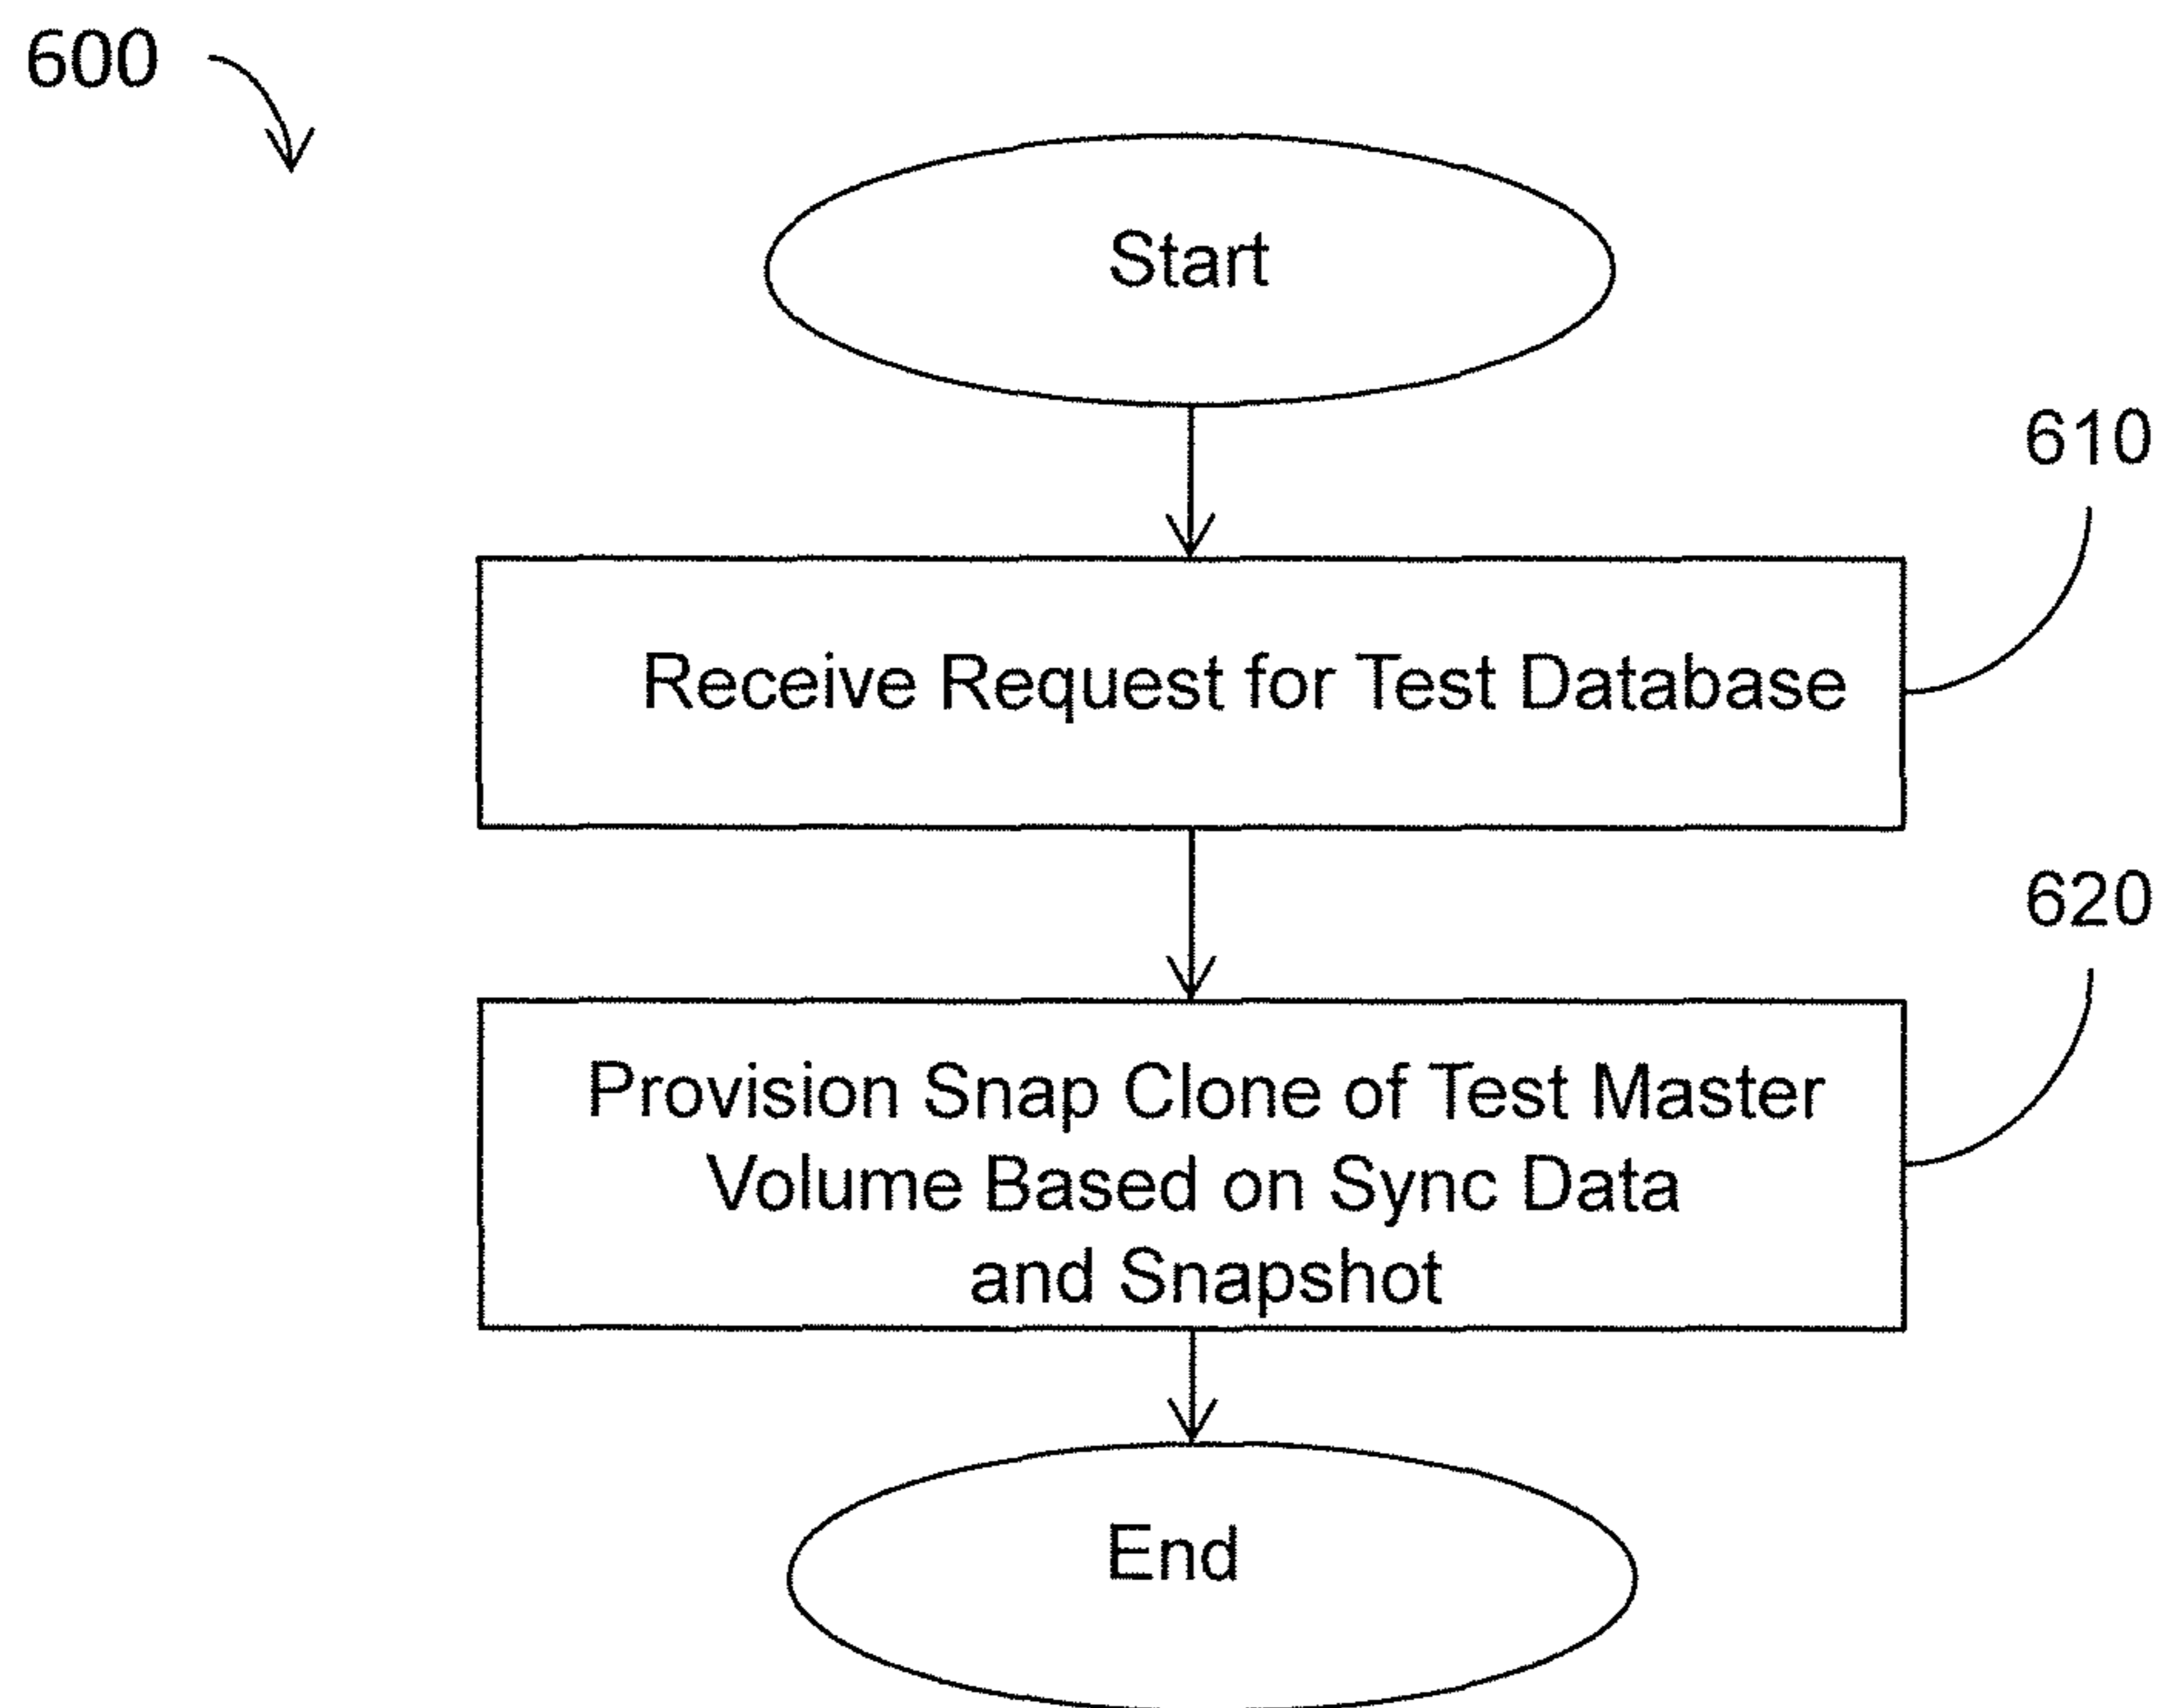 600
Start
610
Receive Request for Test Database
620
Provision Snap Clone of Test Master
Volume Based on Sync Data
and Snapshot
End